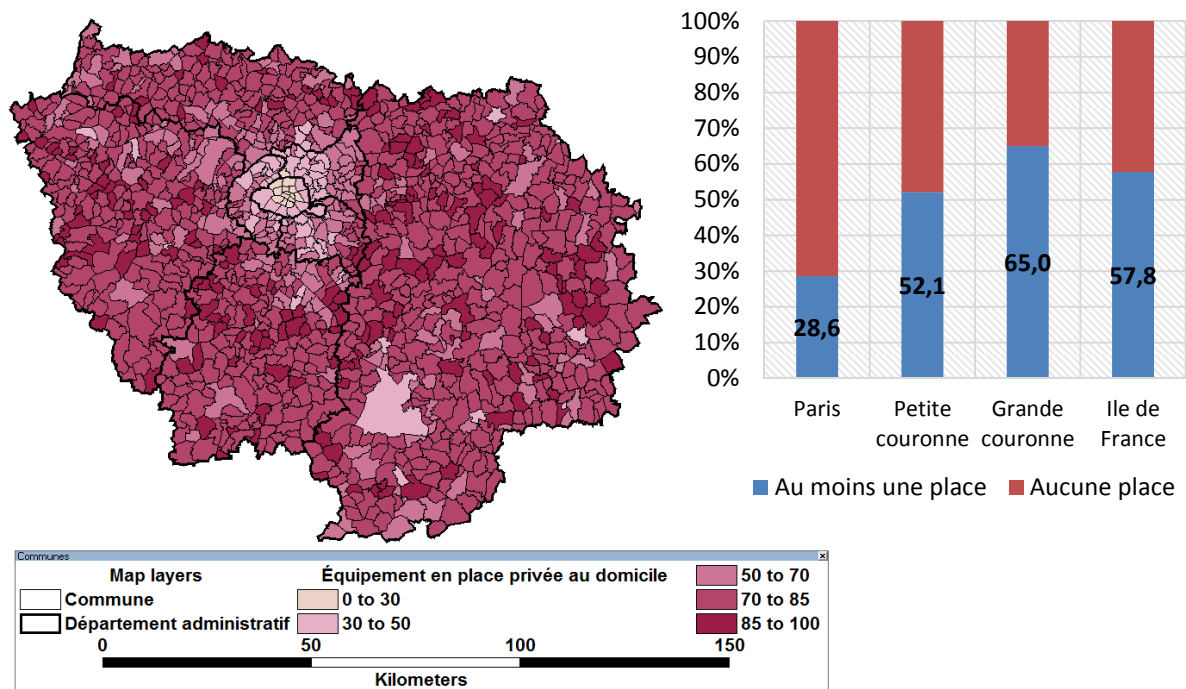 100%
90%
80%
70%
60%
50%
40%
30%
20%
10%
0%
28,6
52,1
65,0
57,8
Paris
Petite
couronne
Grande
couronne
Ile de
France
Au moins une place
Aucune place
Communes
Map layers
Commune
Département administratif
Équipement en place privée au domicile
0 to 30
30 to 50
50 to 70
70 to 85
85 to 100
0
50
100
150
Kilometers